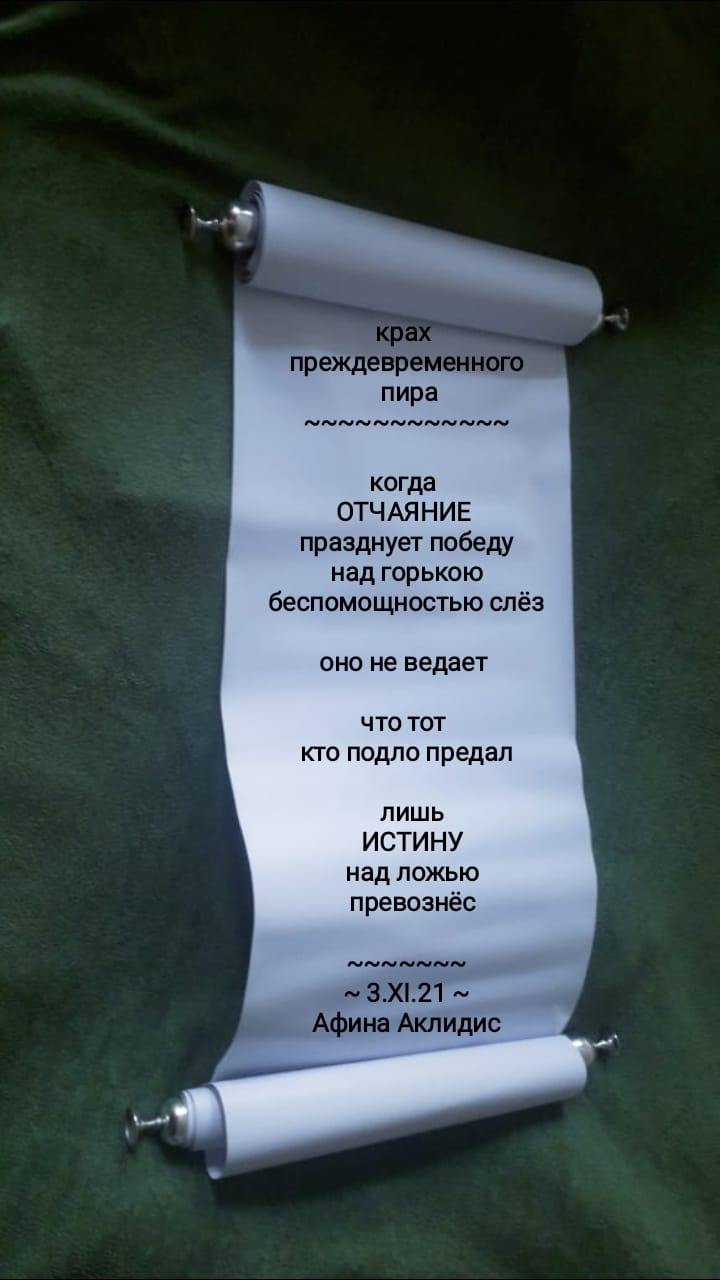 крах
преждевременного
пира
~~~~~~~~~~~~
когда
ОТЧАЯНИЕ
празднует победу
над горькою
беспомощностью слёз
оно не ведает
что тот
кто подло предал
лишь
ИСТИНУ
над ложью
превознёс
~~~~~~~
~ 3.XI.21 ~
Афина Аклидис